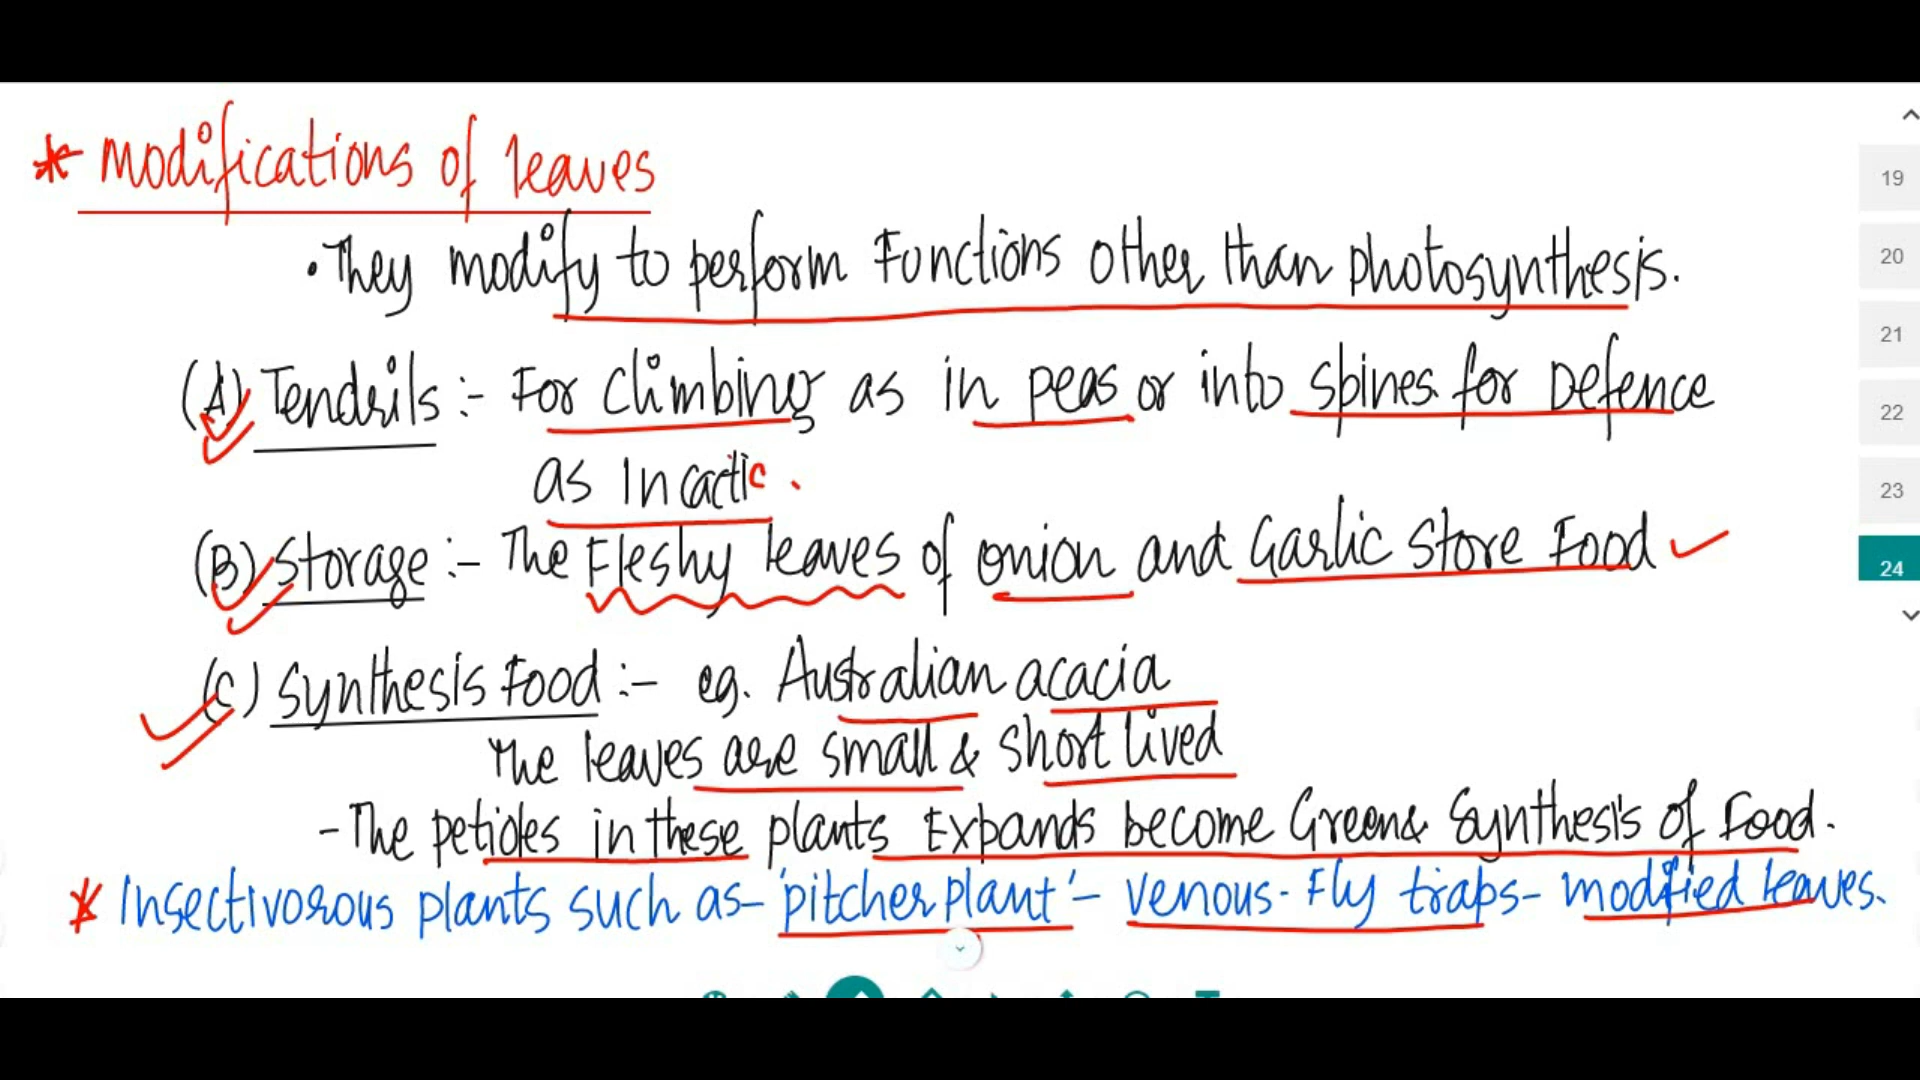 * Modifications of leaves
• They modify to perform Functions other than photosynthesis.
(A) Tendrils :- For Climbing as in peas or into spines for Defence
as in cactic.
(B) Storage :- The Fleshy leaves of onion and Garlic Store Food
(C) Synthesis Food :- eg. Australian acacia
The leaves are small & short lived
- The petioles in these plants Expands become Green & Synthesis of Food.
* Insectivorous plants such as - 'pitcher plant' - venous - Fly traps - modified leaves.
19
20
21
22
23
24